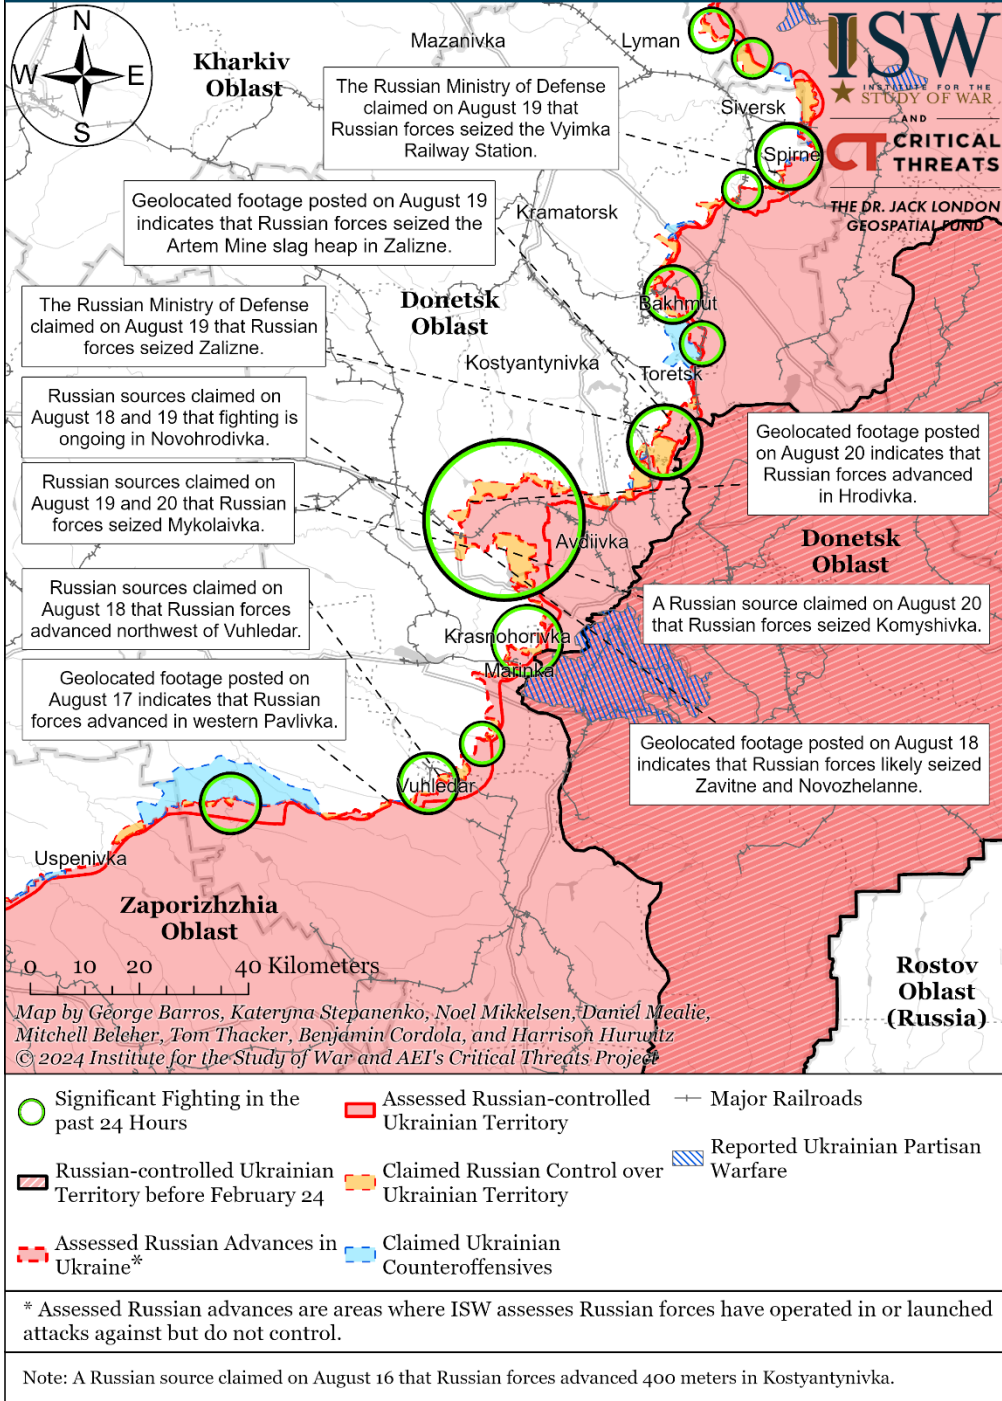 N
W
E
S
Kharkiv
Oblast
Mazanivka
Lyman
ISW
INSTITUTE FOR THE
STUDY OF WAR
AND
CRITICAL
CT
THREATS
THE DR. JACK LONDON
GEOSPATIAL FUND
The Russian Ministry of Defense
claimed on August 19 that
Russian forces seized the Vyimka
Railway Station.
Siversk
Spirne
Geolocated footage posted on August 19
indicates that Russian forces seized the
Artem Mine slag heap in Zalizne.
Kramatorsk
The Russian Ministry of Defense
claimed on August 19 that Russian
forces seized Zalizne.
Donetsk
Oblast
Bakhmut
Kostyantynivka
Toretsk
Russian sources claimed on
August 18 and 19 that fighting is
ongoing in Novohrodivka.
Geolocated footage posted
on August 20 indicates that
Russian forces advanced
in Hrodivka.
Russian sources claimed on
August 19 and 20 that Russian
forces seized Mykolaivka.
Avdiivka
Donetsk
Oblast
Russian sources claimed on
August 18 that Russian forces
advanced northwest of Vuhledar.
A Russian source claimed on August 20
that Russian forces seized Komyshivka.
Krasnohorivka
Marinka
Geolocated footage posted on
August 17 indicates that Russian
forces advanced in western Pavlivka.
Geolocated footage posted on August 18
indicates that Russian forces likely seized
Zavitne and Novozhelanne.
Vuhledar
Uspenivka
Zaporizhzhia
Oblast
Rostov
Oblast
(Russia)
0 10 20 40 Kilometers
Map by George Barros, Kateryna Stepanenko, Noel Mikkelsen, Daniel Mealie,
Mitchell Belcher, Tom Thacker, Benjamin Cordola, and Harrison Hurwitz
© 2024 Institute for the Study of War and AEI's Critical Threats Project
Significant Fighting in the
past 24 Hours
Assessed Russian-controlled
Ukrainian Territory
Major Railroads
Russian-controlled Ukrainian
Territory before February 24
Claimed Russian Control over
Ukrainian Territory
Reported Ukrainian Partisan
Warfare
Assessed Russian Advances in
Ukraine*
Claimed Ukrainian
Counteroffensives
* Assessed Russian advances are areas where ISW assesses Russian forces have operated in or launched
attacks against but do not control.
Note: A Russian source claimed on August 16 that Russian forces advanced 400 meters in Kostyantynivka.